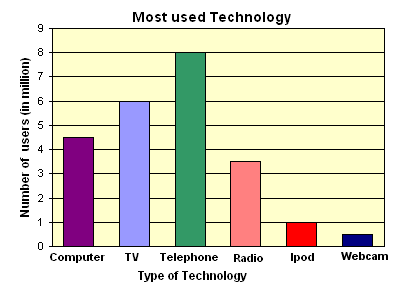 Most used Technology
Number of users (in million)
9
8
7
6
5
4
3
2
1
0
Computer TV Telephone Radio Ipod Webcam
Type of Technology